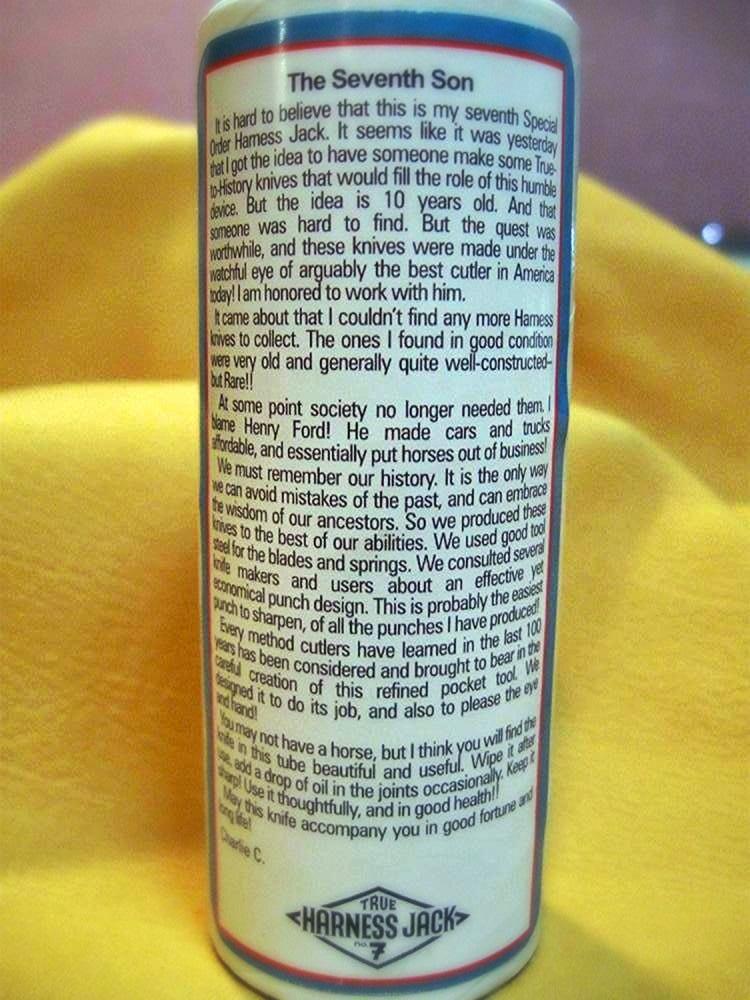 The Seventh Son
It is hard to believe that this is my seventh Special
Order Harness Jack. It seems like it was yesterday
that I got the idea to have someone make some True-
to-History knives that would fill the role of this humble
device. But the idea is 10 years old. And that
someone was hard to find. But the quest was
worthwhile, and these knives were made under the
watchful eye of arguably the best cutler in America
today! I am honored to work with him.
It came about that I couldn't find any more Harness
knives to collect. The ones I found in good condition
were very old and generally quite well-constructed-
but Rare!!
At some point society no longer needed them. I
blame Henry Ford! He made cars and trucks
affordable, and essentially put horses out of business!
We must remember our history. It is the only way
we can avoid mistakes of the past, and can embrace
the wisdom of our ancestors. So we produced these
knives to the best of our abilities. We used good tool
steel for the blades and springs. We consulted several
knife makers and users about an effective yet
economical punch design. This is probably the easiest
punch to sharpen, of all the punches I have produced!
Every method cutlers have learned in the last 100
years has been considered and brought to bear in the
careful creation of this refined pocket tool. We
designed it to do its job, and also to please the eye
and hand!
You may not have a horse, but I think you will find the
knife in this tube beautiful and useful. Wipe it after
use, add a drop of oil in the joints occasionally. Keep it
sharp! Use it thoughtfully, and in good health!!
May this knife accompany you in good fortune and
long life!
Charlie C.
TRUE
HARNESS JACK
no.
7